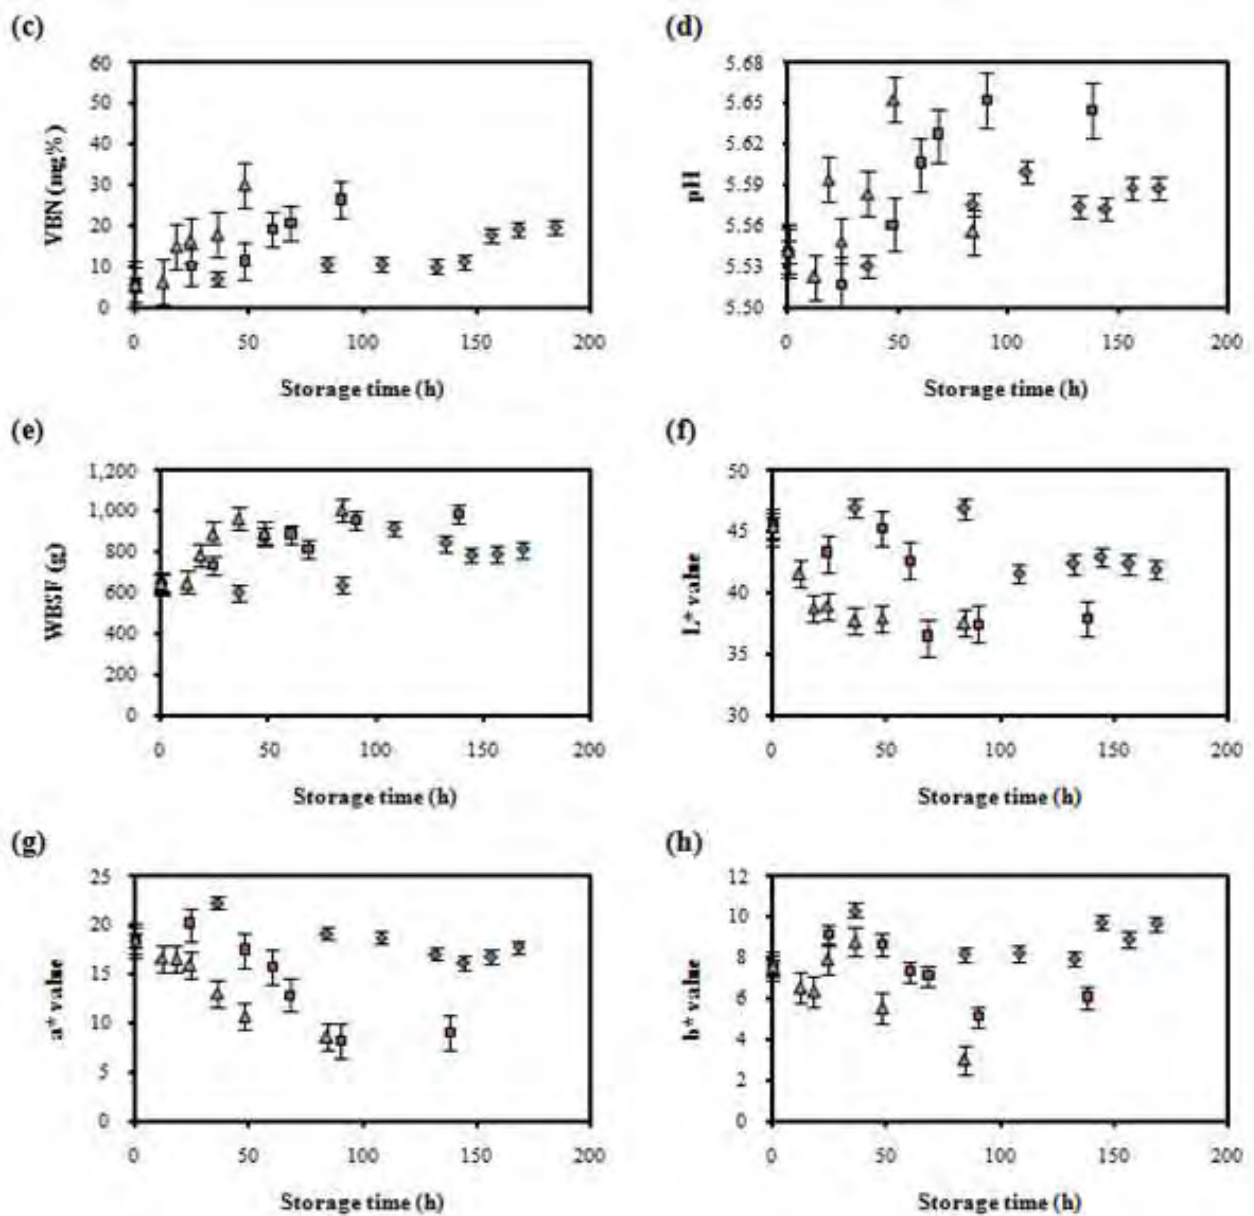 (c)
(d)
60
50
40
30
20
10
0
VBN (mg%)
0 50 100 150 200
Storage time (h)
5.68
5.65
5.62
5.59
5.56
5.53
5.50
pH
0 50 100 150 200
Storage time (h)
(e)
(f)
1,200
1,000
800
600
400
200
0
WBSF (g)
0 50 100 150 200
Storage time (h)
50
45
40
35
30
L* value
0 50 100 150 200
Storage time (h)
(g)
(h)
25
20
15
10
5
0
a* value
0 50 100 150 200
Storage time (h)
12
10
8
6
4
2
0
b* value
0 50 100 150 200
Storage time (h)